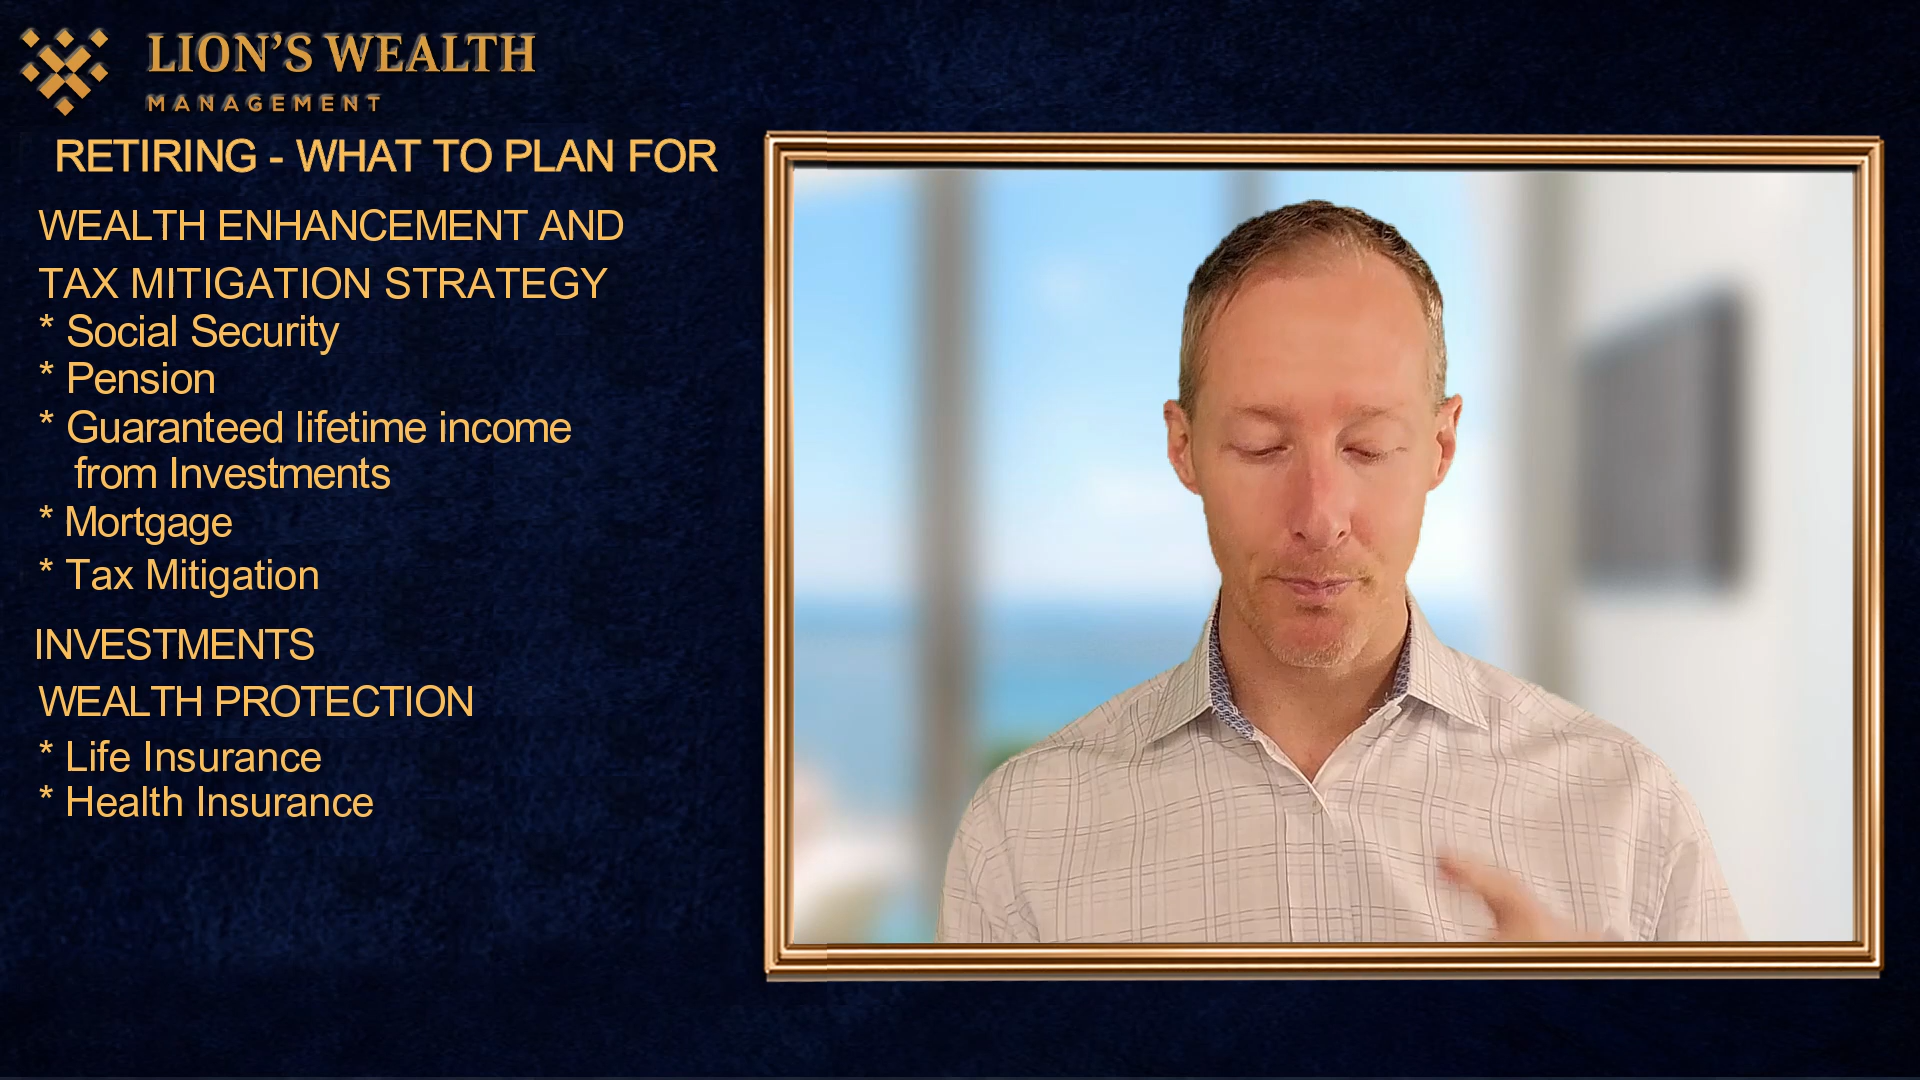 LION'S WEALTH
MANAGEMENT
RETIRING - WHAT TO PLAN FOR
WEALTH ENHANCEMENT AND
TAX MITIGATION STRATEGY
* Social Security
* Pension
* Guaranteed lifetime income
from Investments
* Mortgage
* Tax Mitigation
INVESTMENTS
WEALTH PROTECTION
* Life Insurance
* Health Insurance